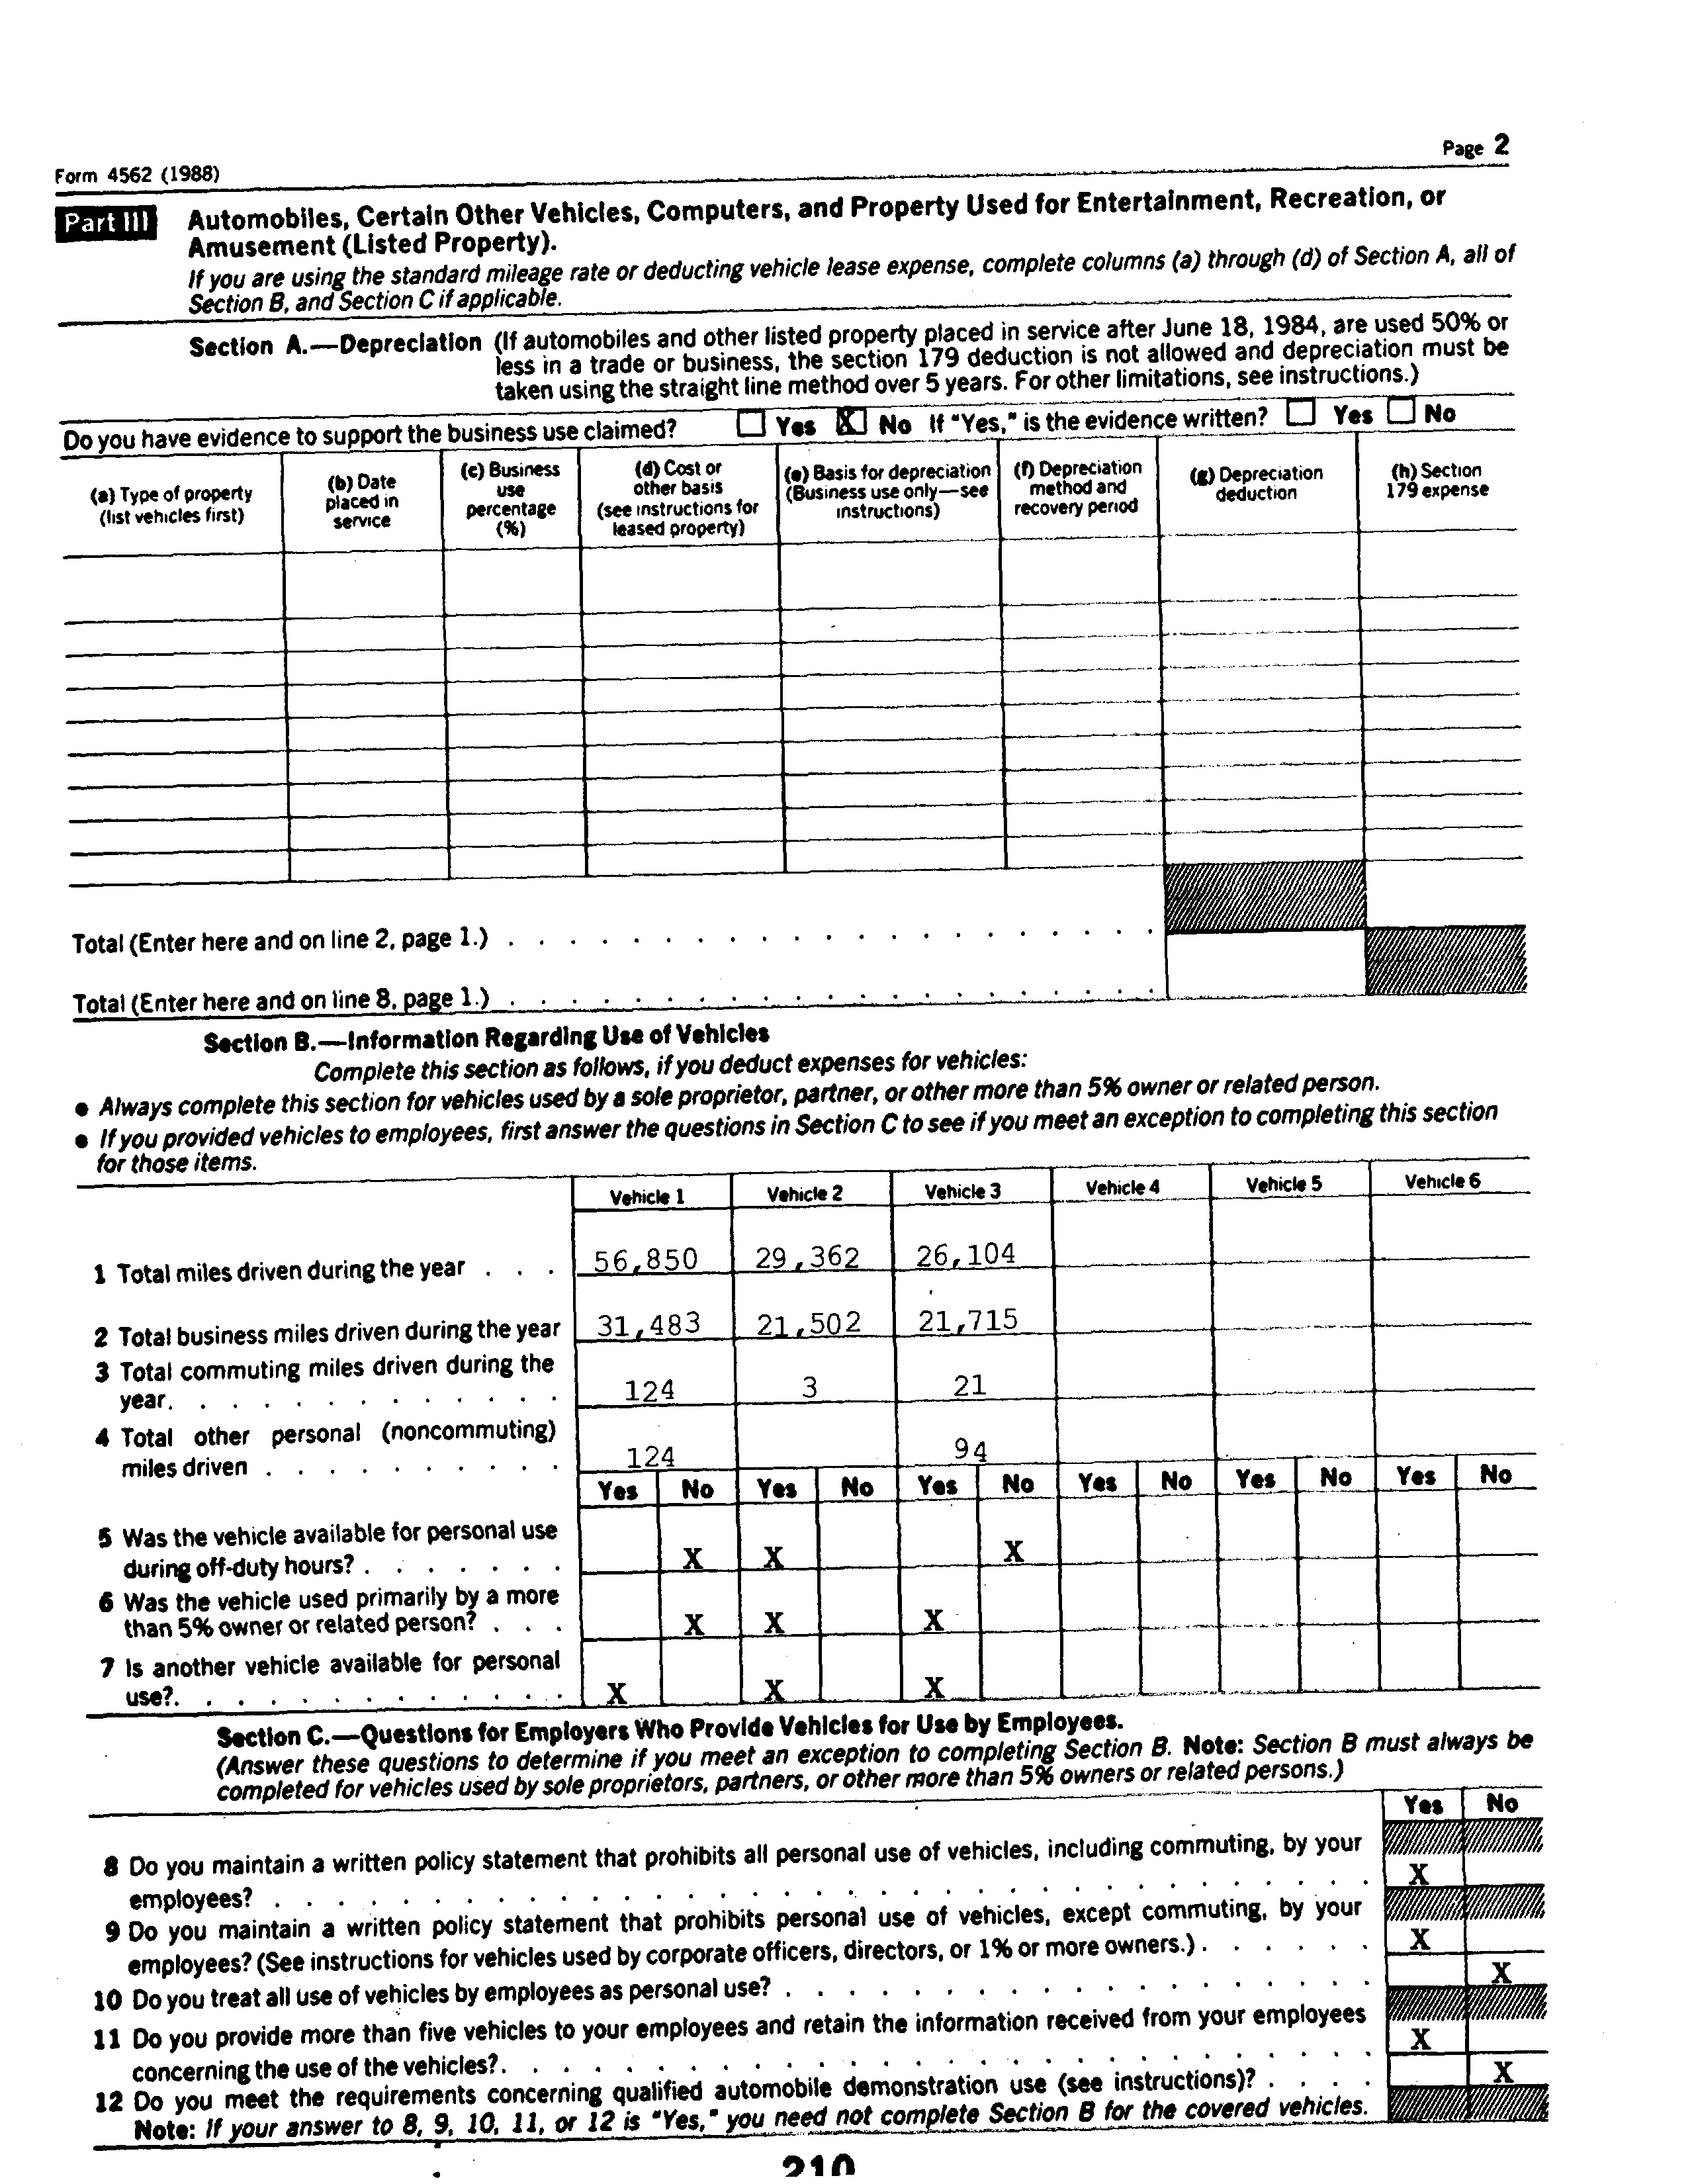 Form 4562 (1988) Page 2
Part III Automobiles, Certain Other Vehicles, Computers, and Property Used for Entertainment, Recreation, or
Amusement (Listed Property).
If you are using the standard mileage rate or deducting vehicle lease expense, complete columns (a) through (d) of Section A, all of
Section B, and Section C if applicable.
Section A.—Depreciation (If automobiles and other listed property placed in service after June 18, 1984, are used 50% or
less in a trade or business, the section 179 deduction is not allowed and depreciation must be
taken using the straight line method over 5 years. For other limitations, see instructions.)
Do you have evidence to support the business use claimed? Yes X No If "Yes," is the evidence written? Yes No
(a) Type of property
(list vehicles first)
(b) Date
placed in
service
(c) Business
use
percentage
(%)
(d) Cost or
other basis
(see instructions for
leased property)
(e) Basis for depreciation
(Business use only—see
instructions)
(f) Depreciation
method and
recovery period
(g) Depreciation
deduction
(h) Section
179 expense
Total (Enter here and on line 2, page 1.) . . . . . . . . . . . . . . . . . . . . .
Total (Enter here and on line 8, page 1.) . . . . . . . . . . . . . . . . . . . . .
Section B.—Information Regarding Use of Vehicles
Complete this section as follows, if you deduct expenses for vehicles:
● Always complete this section for vehicles used by a sole proprietor, partner, or other more than 5% owner or related person.
● If you provided vehicles to employees, first answer the questions in Section C to see if you meet an exception to completing this section
for those items.
Vehicle 1 Vehicle 2 Vehicle 3 Vehicle 4 Vehicle 5 Vehicle 6
1 Total miles driven during the year . . . 56,850 29,362 26,104
2 Total business miles driven during the year 31,483 21,502 21,715
3 Total commuting miles driven during the
year. . . . . . . . . . . . . 124 3 21
4 Total other personal (noncommuting)
miles driven . . . . . . . . . . 124 94
Yes No Yes No Yes No Yes No Yes No Yes No
5 Was the vehicle available for personal use
during off-duty hours? . . . . . . . X X X
6 Was the vehicle used primarily by a more
than 5% owner or related person? . . . X X X
7 Is another vehicle available for personal
use?. . . . . . . . . . . . . X X X
Section C.—Questions for Employers Who Provide Vehicles for Use by Employees.
(Answer these questions to determine if you meet an exception to completing Section B. Note: Section B must always be
completed for vehicles used by sole proprietors, partners, or other more than 5% owners or related persons.)
Yes No
8 Do you maintain a written policy statement that prohibits all personal use of vehicles, including commuting, by your
employees? . . . . . . . . . . . . . . . . . . . . . . . . . . . . . . . . . . . X
9 Do you maintain a written policy statement that prohibits personal use of vehicles, except commuting, by your
employees? (See instructions for vehicles used by corporate officers, directors, or 1% or more owners.) . . . . . . X
10 Do you treat all use of vehicles by employees as personal use? . . . . . . . . . . . . . . . . . . . X
11 Do you provide more than five vehicles to your employees and retain the information received from your employees
concerning the use of the vehicles?. . . . . . . . . . . . . . . . . . . . . . . . . . . . X
12 Do you meet the requirements concerning qualified automobile demonstration use (see instructions)? . . . . X
Note: If your answer to 8, 9, 10, 11, or 12 is "Yes," you need not complete Section B for the covered vehicles.
210